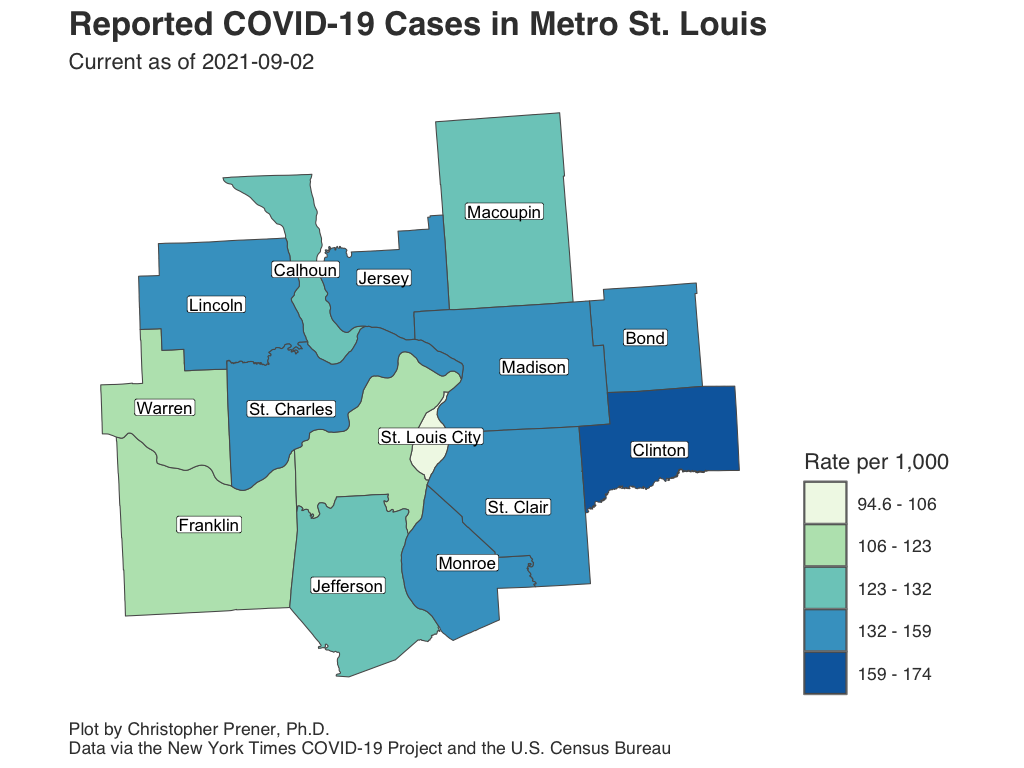 Reported COVID-19 Cases in Metro St. Louis
Current as of 2021-09-02
Macoupin
Calhoun
Jersey
Lincoln
Bond
Madison
Warren
St. Charles
St. Louis City
Clinton
St. Clair
Franklin
Monroe
Jefferson
Rate per 1,000
94.6 - 106
106 - 123
123 - 132
132 - 159
159 - 174
Plot by Christopher Prener, Ph.D.
Data via the New York Times COVID-19 Project and the U.S. Census Bureau